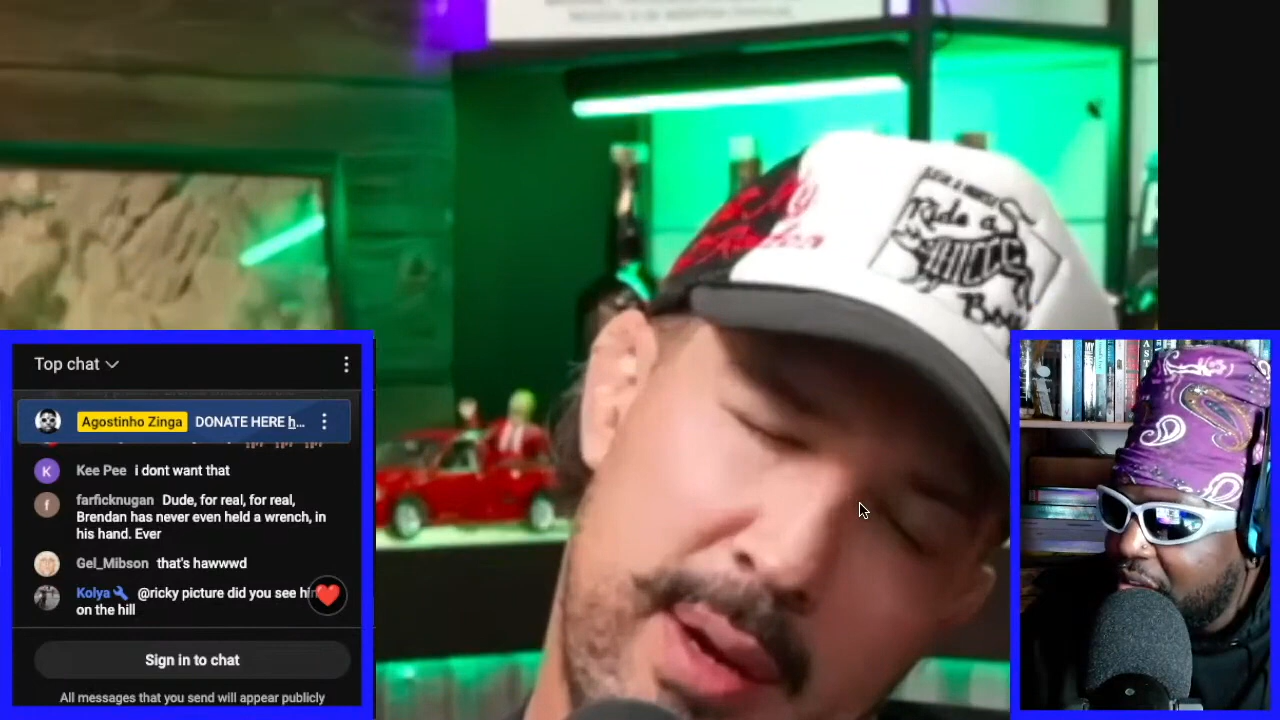 Ride a
Boy
Top chat
Agostinho Zinga DONATE HERE h...
Kee Pee i dont want that
farficknugan Dude, for real, for real,
Brendan has never even held a wrench, in
his hand. Ever
Gel_Mibson that's hawwwd
Kolya @ricky picture did you see him
on the hill
Sign in to chat
All messages that you send will appear publicly